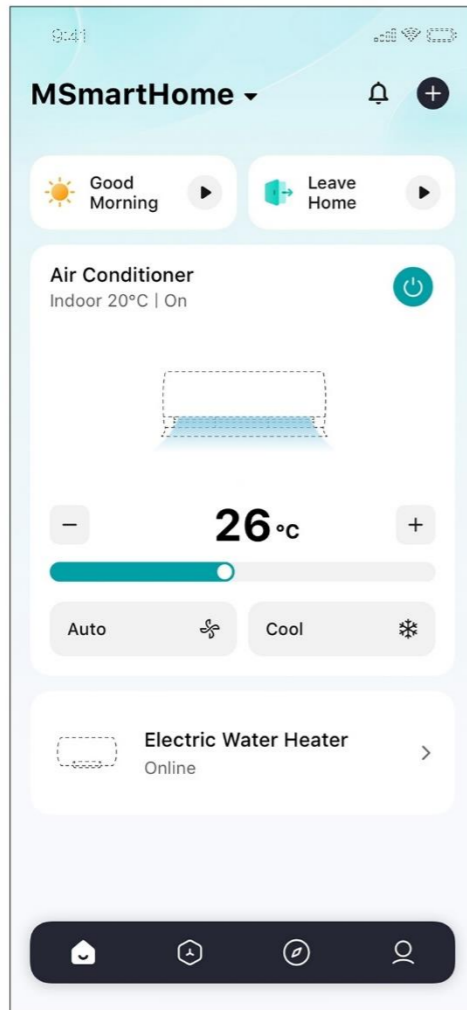 9:41
MSmartHome
Good
Morning
Leave
Home
Air Conditioner
Indoor 20°C | On
26°C
Auto
Cool
Electric Water Heater
Online